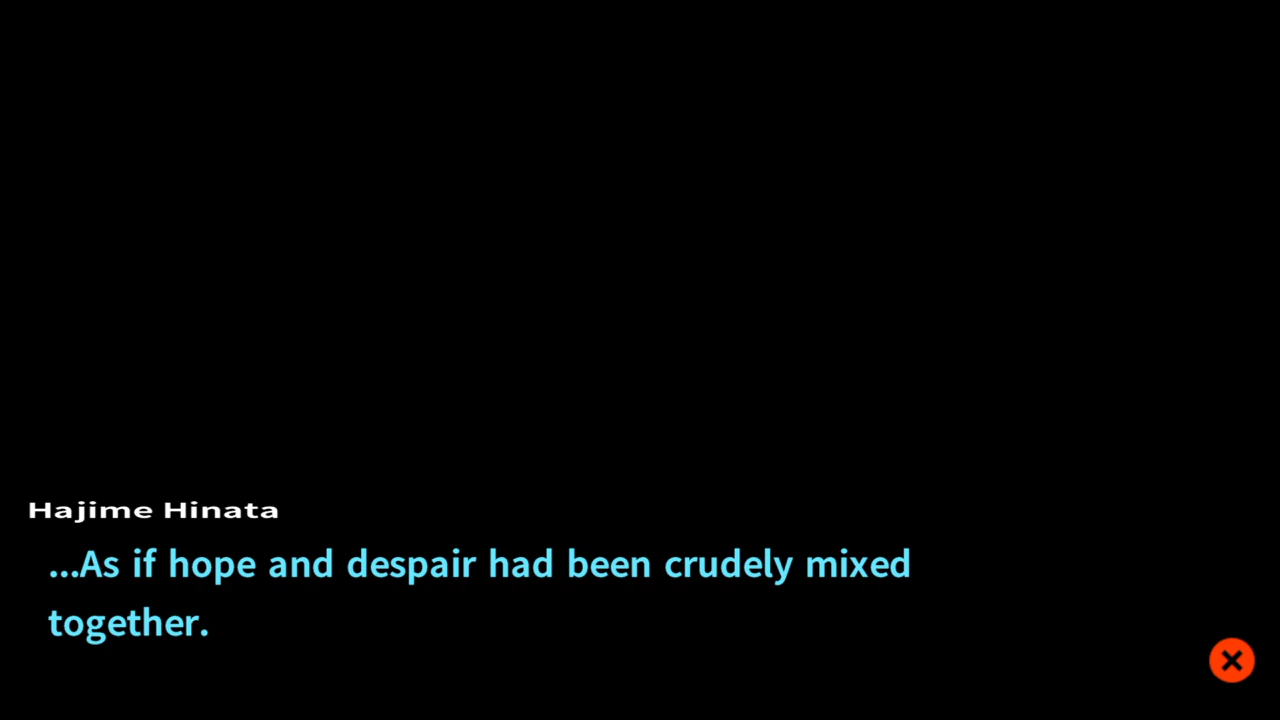 Hajime Hinata
...As if hope and despair had been crudely mixed
together.